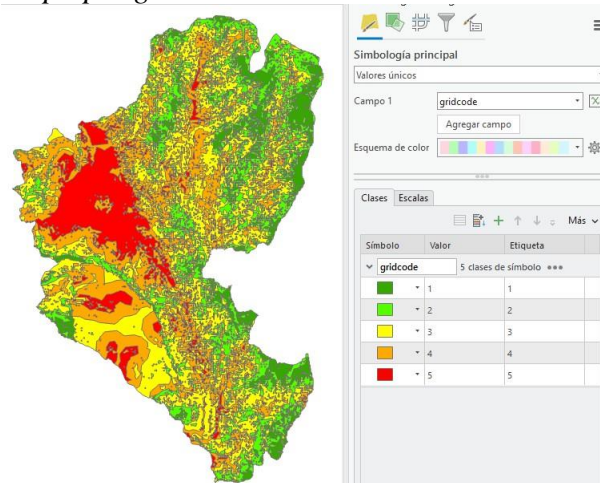 Simbología principal
Valores únicos
Campo 1
gridcode
Agregar campo
Esquema de color
Clases Escalas
Más
Símbolo Valor Etiqueta
gridcode 5 clases de símbolo
1 1
2 2
3 3
4 4
5 5